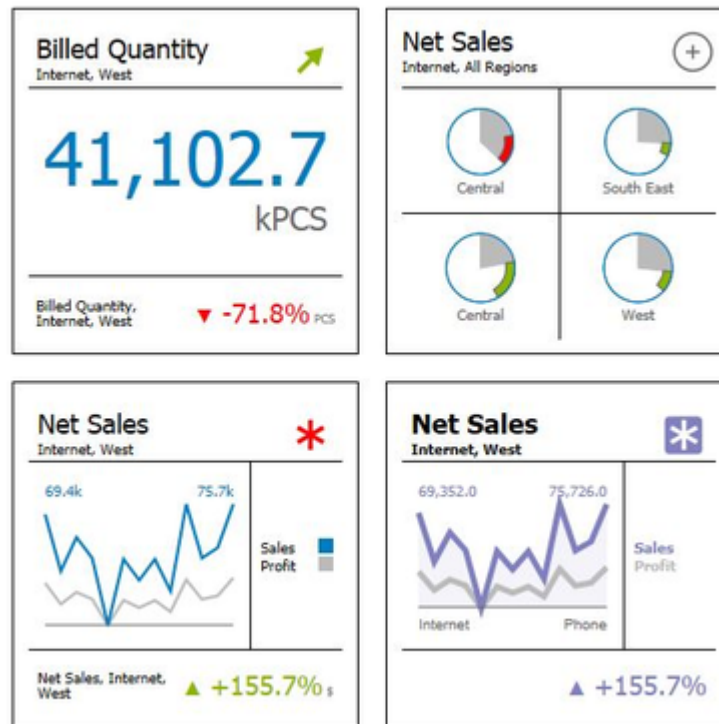 Billed Quantity
Internet, West
41,102.7
kPCS
Billed Quantity,
Internet, West
▼ -71.8% PCS
Net Sales
Internet, All Regions
Central
South East
Central
West
Net Sales
Internet, West
69.4k 75.7k
Sales
Profit
Net Sales, Internet,
West
▲ +155.7% $
Net Sales
Internet, West
69,352.0 75,726.0
Sales
Profit
Internet Phone
▲ +155.7%